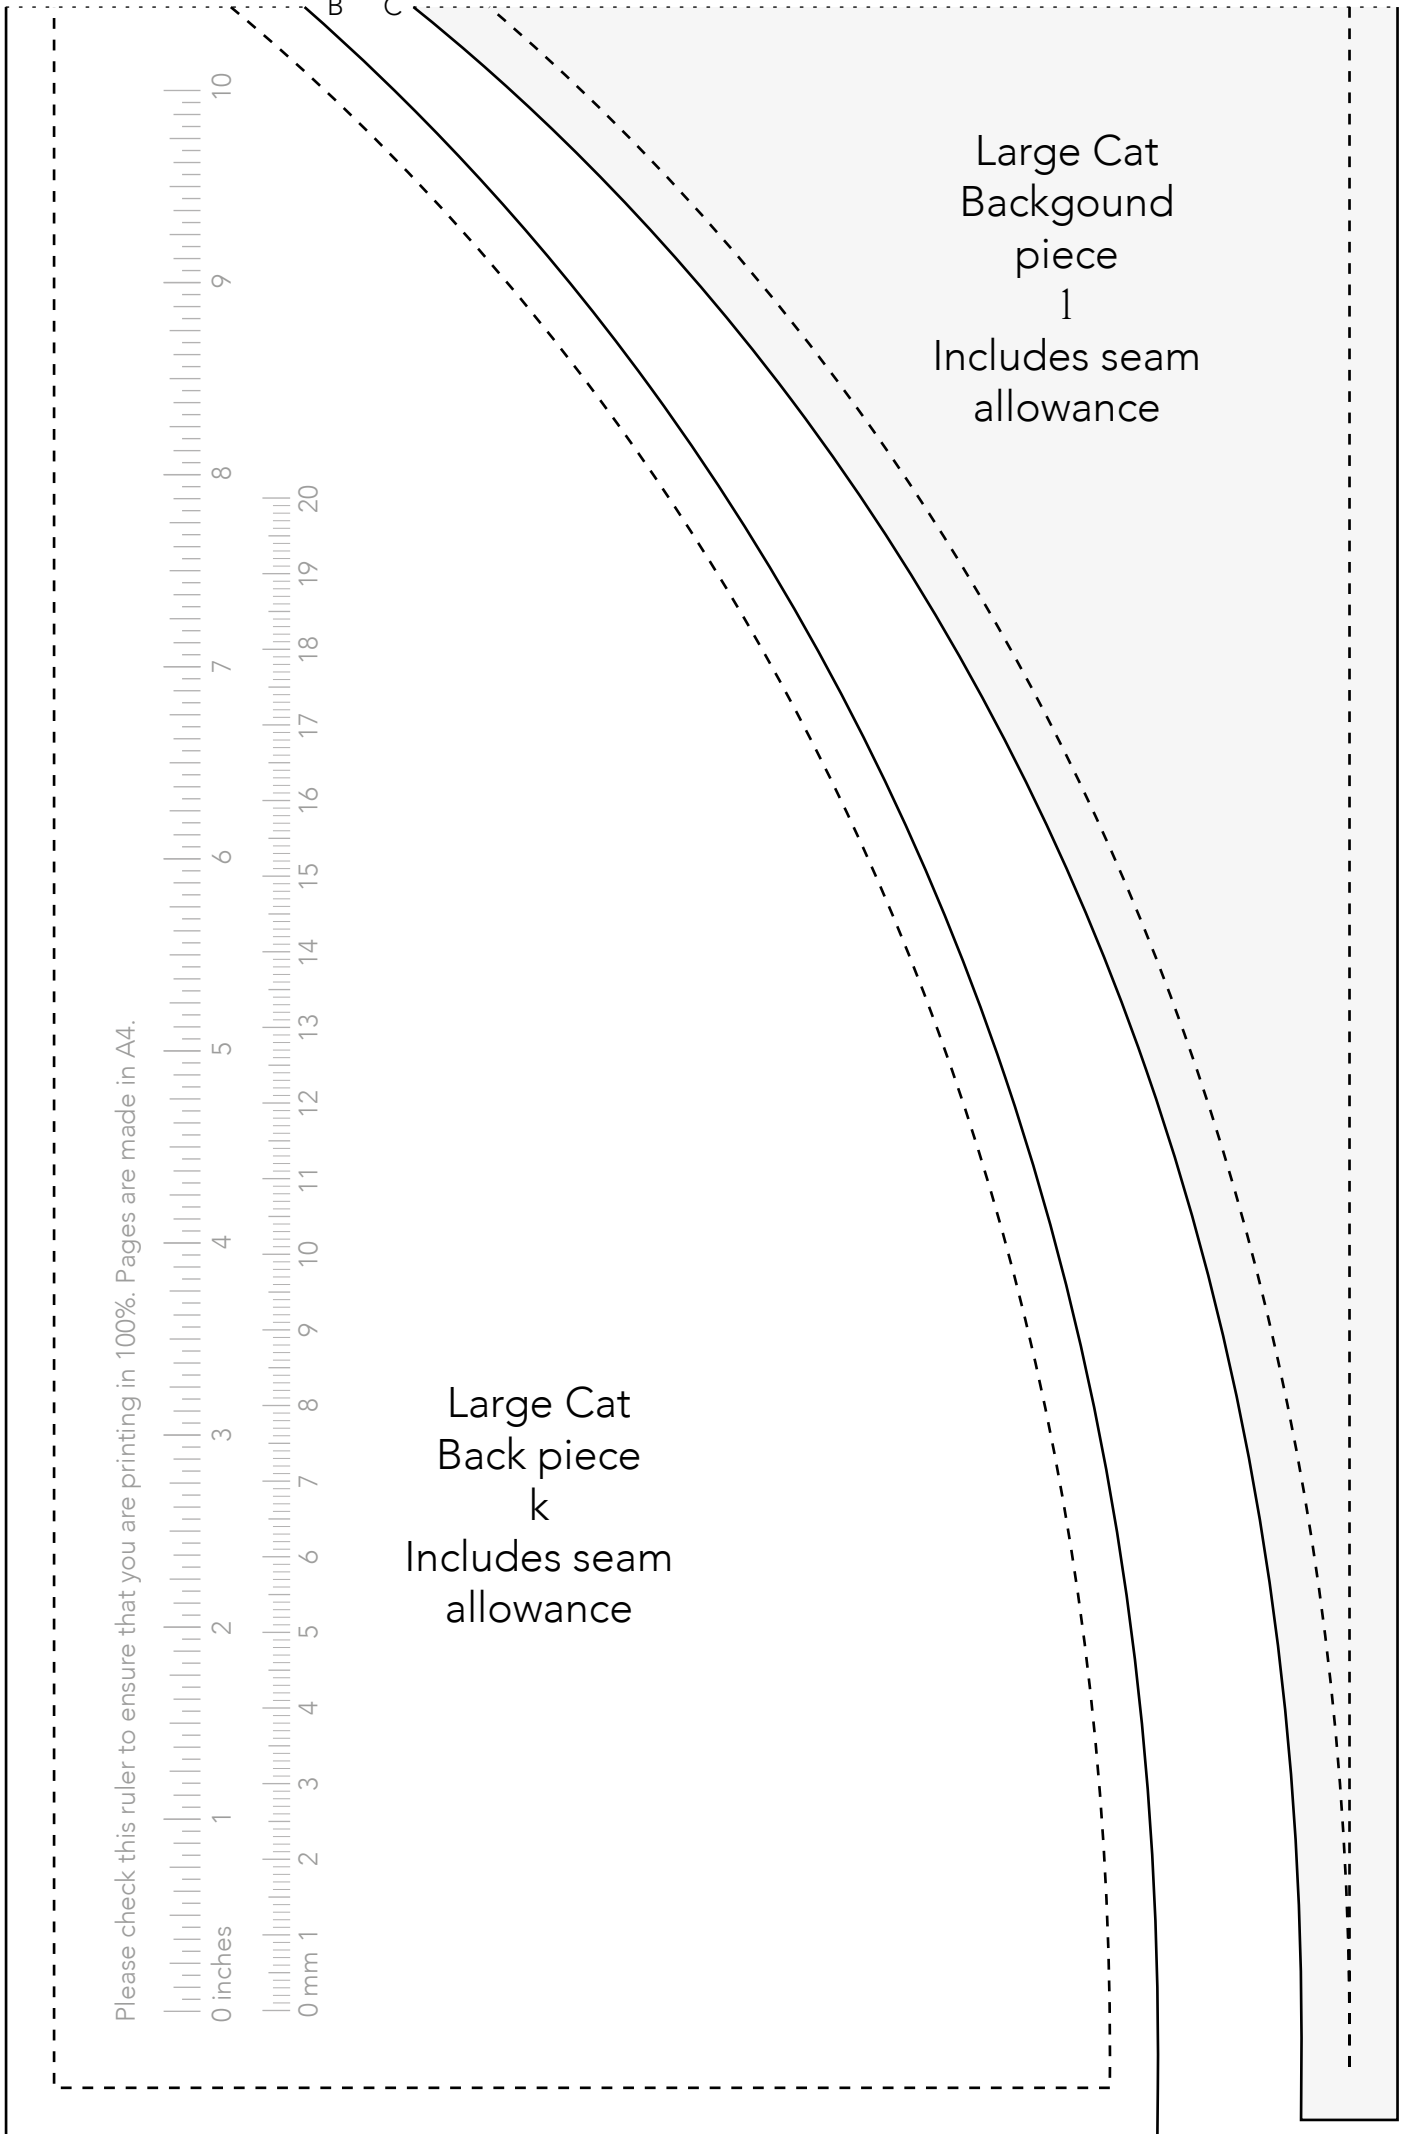 B C
Large Cat
Backgound
piece
1
Includes seam
allowance
Large Cat
Back piece
k
Includes seam
allowance
Please check this ruler to ensure that you are printing in 100%. Pages are made in A4.
0 inches 1 2 3 4 5 6 7 8 9 10
0 mm 1 2 3 4 5 6 7 8 9 10 11 12 13 14 15 16 17 18 19 20